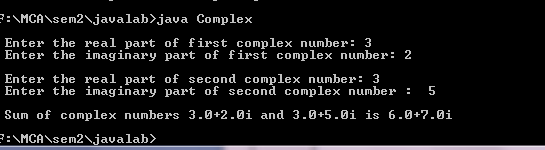 F:\MCA\sem2\javalab>java Complex
Enter the real part of first complex number: 3
Enter the imaginary part of first complex number: 2
Enter the real part of second complex number: 3
Enter the imaginary part of second complex number :  5
Sum of complex numbers 3.0+2.0i and 3.0+5.0i is 6.0+7.0i
F:\MCA\sem2\javalab>